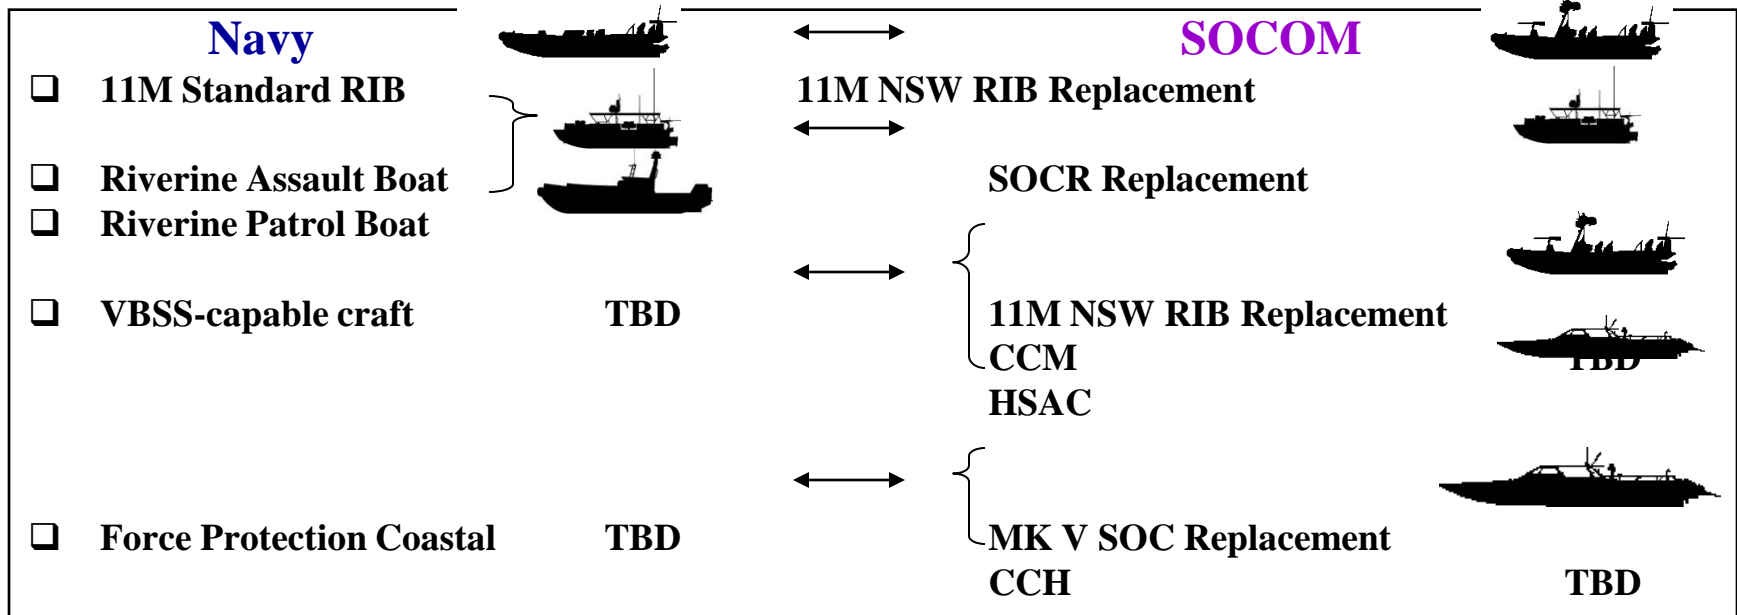 Navy SOCOM
❑ 11M Standard RIB 11M NSW RIB Replacement
❑ Riverine Assault Boat SOCR Replacement
❑ Riverine Patrol Boat
❑ VBSS-capable craft TBD 11M NSW RIB Replacement
CCM TBD
HSAC
❑ Force Protection Coastal TBD MK V SOC Replacement
CCH TBD